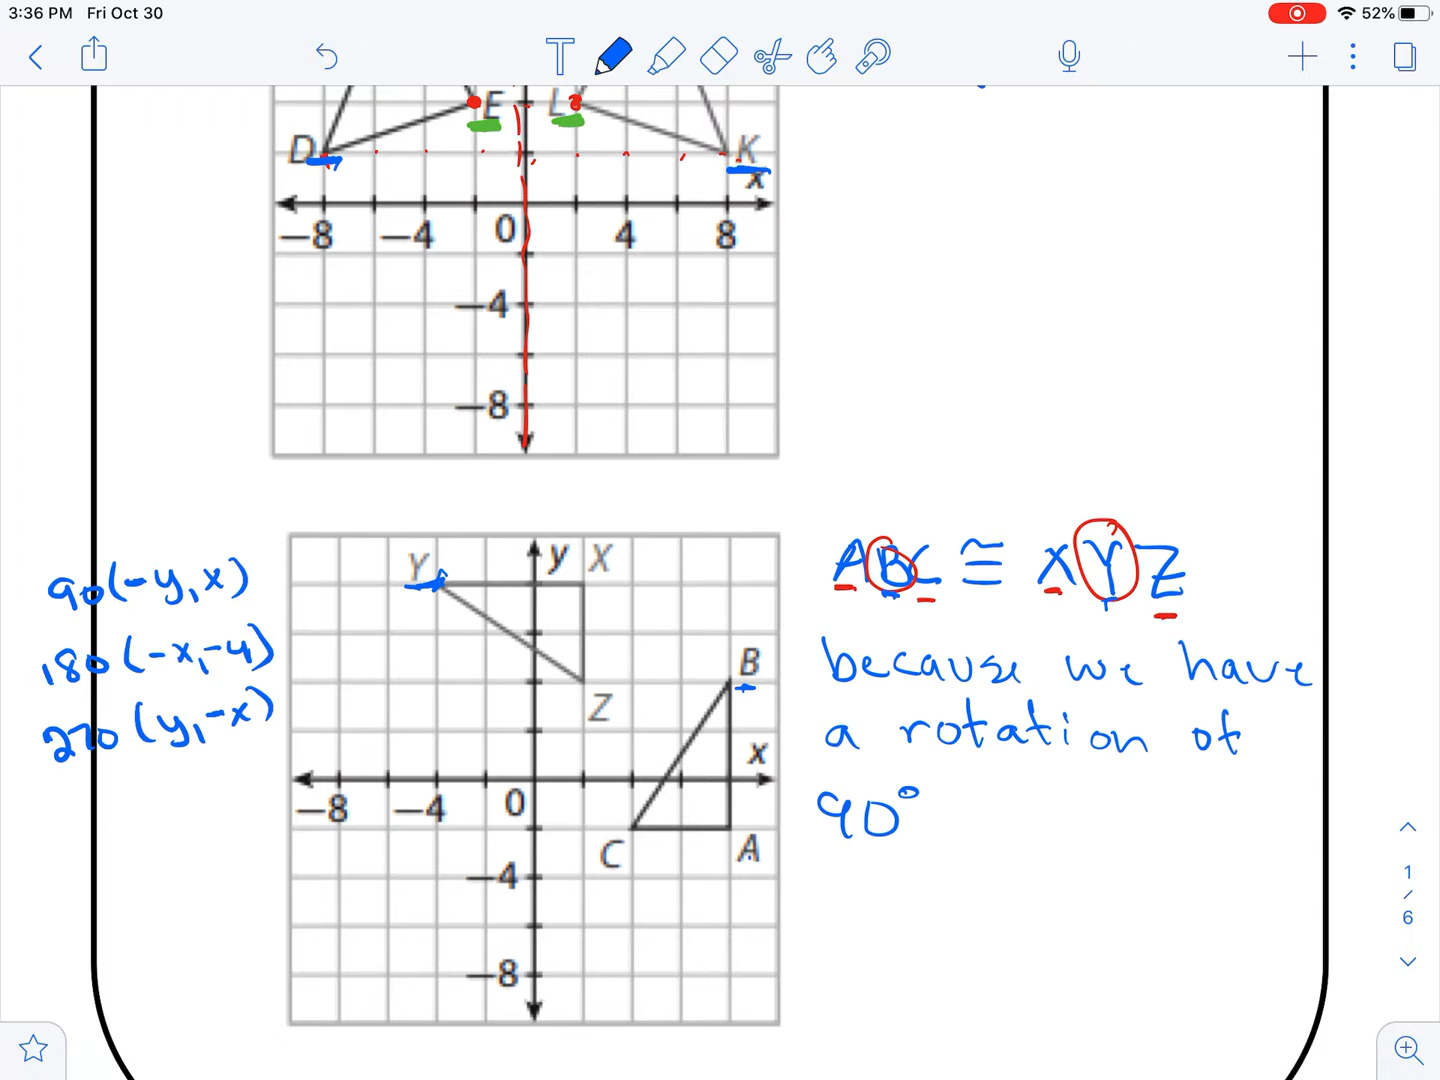 3:36 PM Fri Oct 30
52%
T
D E L K
x
−8 −4 0 4 8
−4
−8
90 (-y, x)
180 (-x, -y)
270 (y, -x)
Y y X
Z
B
x
−8 −4 0
C A
−4
−8
ABC ≅ XYZ
because we have
a rotation of
90°
1
/
6